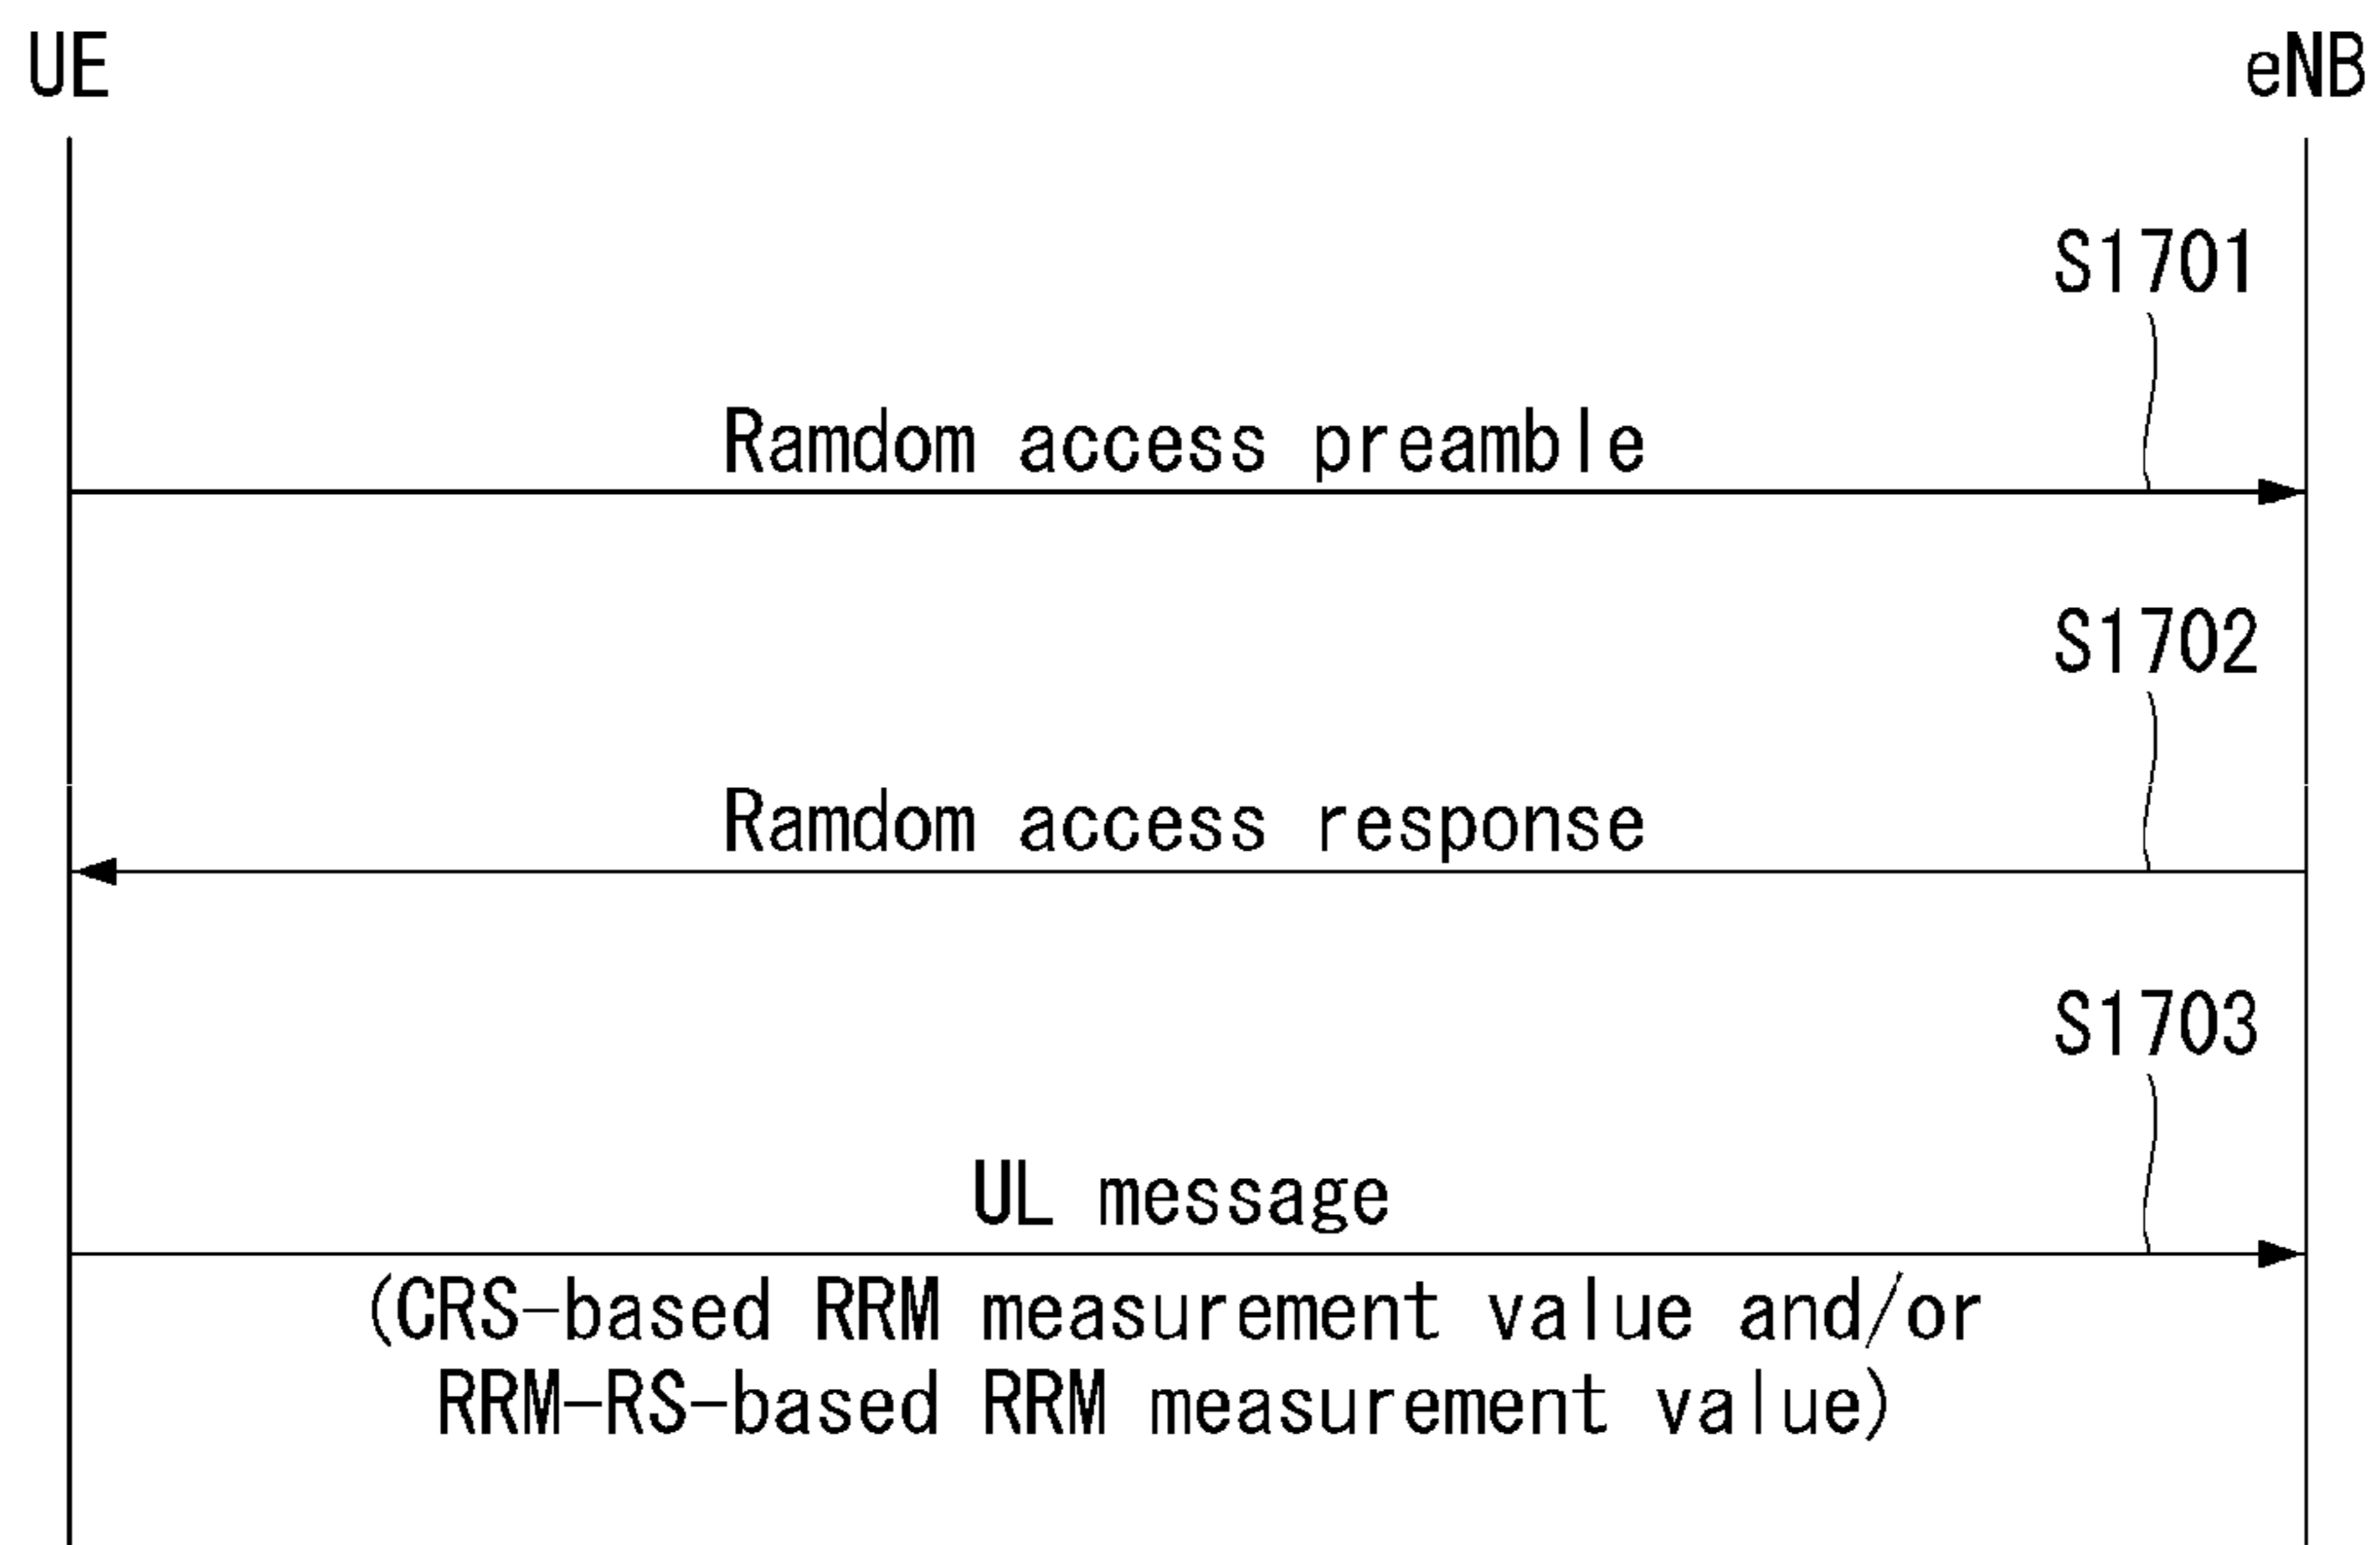 UE
eNB
S1701
Ramdom access preamble
S1702
Ramdom access response
S1703
UL message
(CRS-based RRM measurement value and/or
RRM-RS-based RRM measurement value)